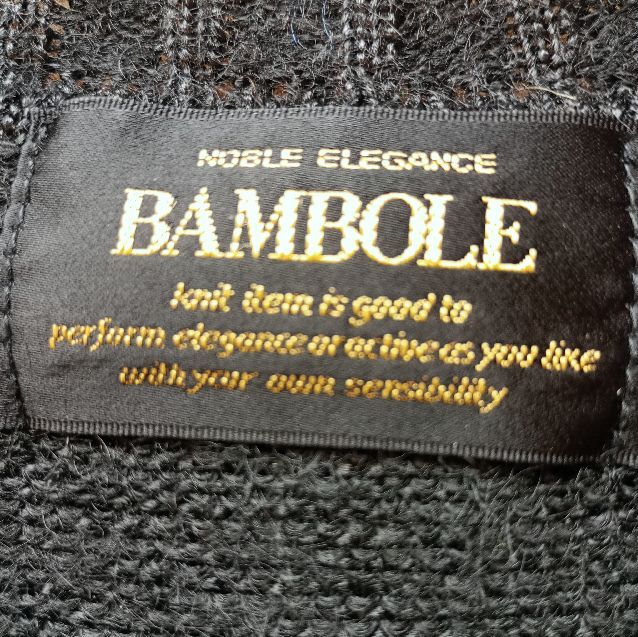 NOBLE ELEGANCE
BAMBOLE
knit item is good to
perform elegance or active as you like
with your own sensibility